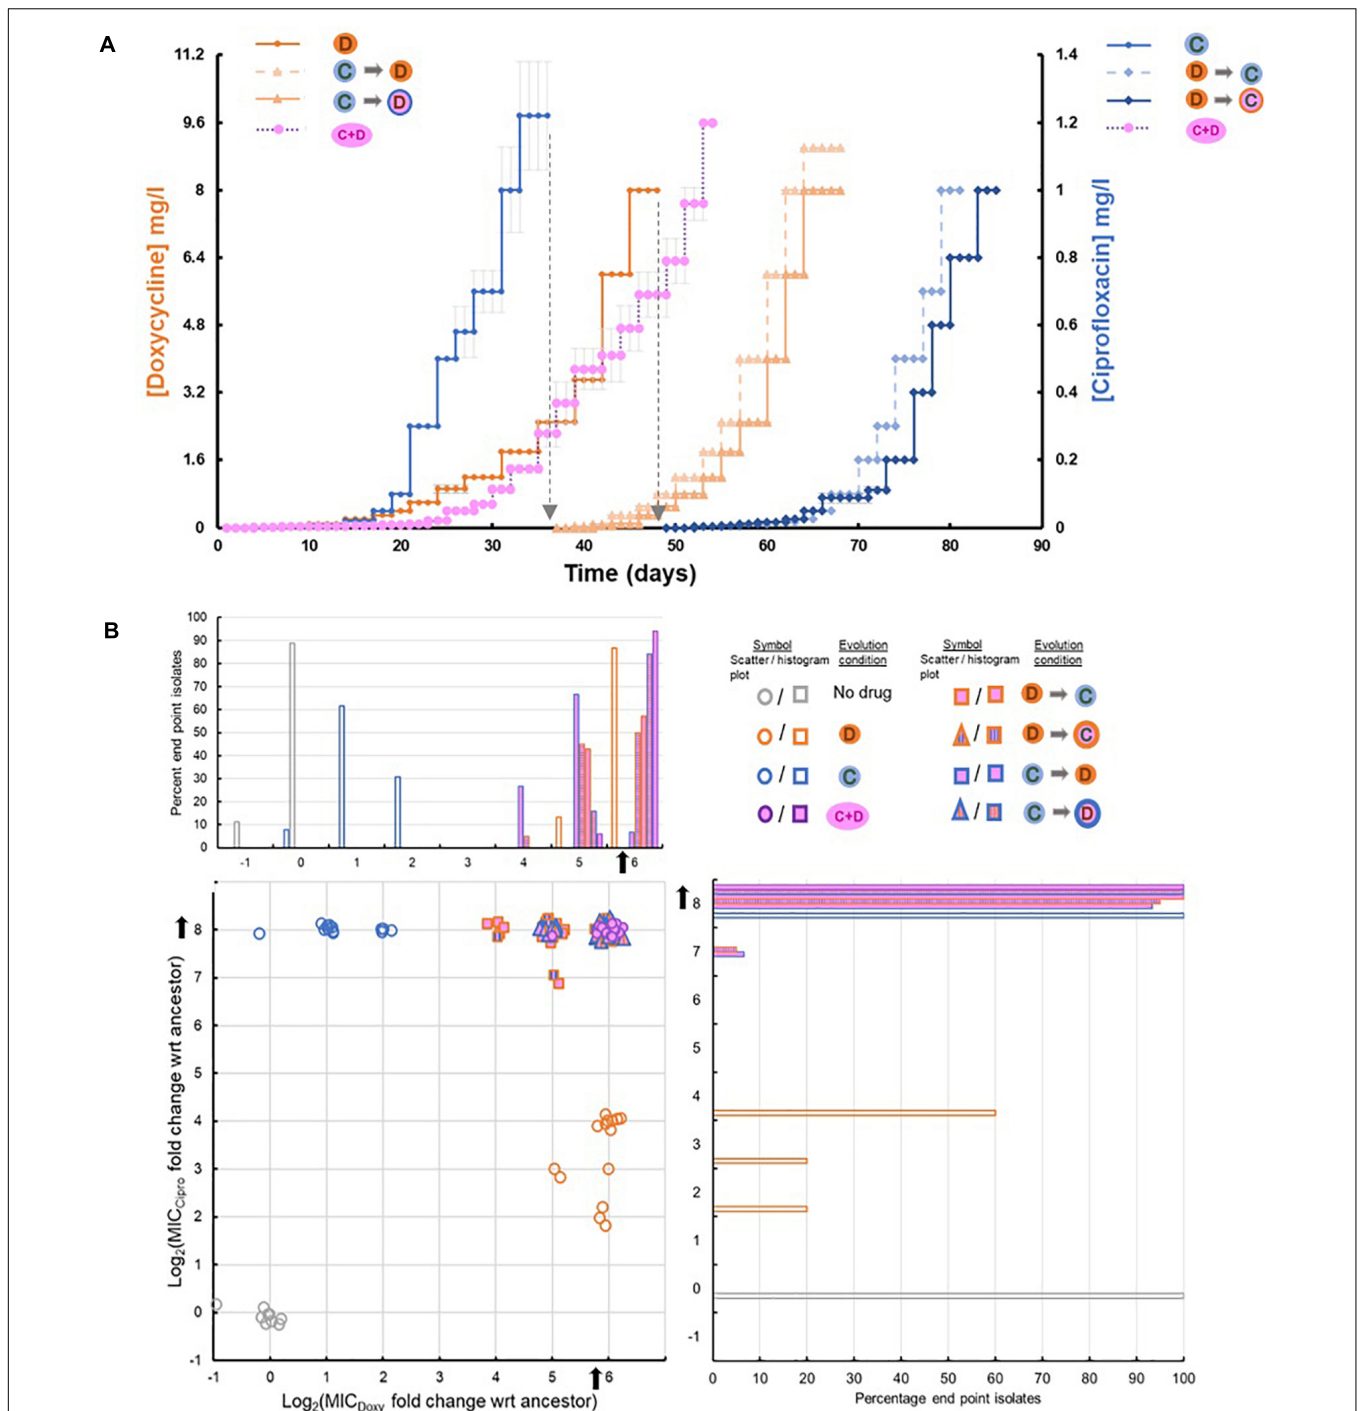 A
D
C D
C D
C+D
C
D C
D C
C+D
11.2
9.6
8
6.4
4.8
3.2
1.6
0
[Doxycycline] mg/l
1.4
1.2
1
0.8
0.6
0.4
0.2
0
[Ciprofloxacin] mg/l
0 10 20 30 40 50 60 70 80 90
Time (days)
B
Percent end point isolates
100
90
80
70
60
50
40
30
20
10
0
-1 0 1 2 3 4 5 6
Symbol Evolution
Scatter / histogram condition
plot
/ No drug
/ D
/ C
/ C+D
Symbol Evolution
Scatter / histogram condition
plot
/ D C
/ D C
/ C D
/ C D
Log2(MICCipro fold change wrt ancestor)
8
7
6
5
4
3
2
1
0
-1
-1 0 1 2 3 4 5 6
Log2(MICDoxy fold change wrt ancestor)
8
7
6
5
4
3
2
1
0
-1
0 10 20 30 40 50 60 70 80 90 100
Percentage end point isolates